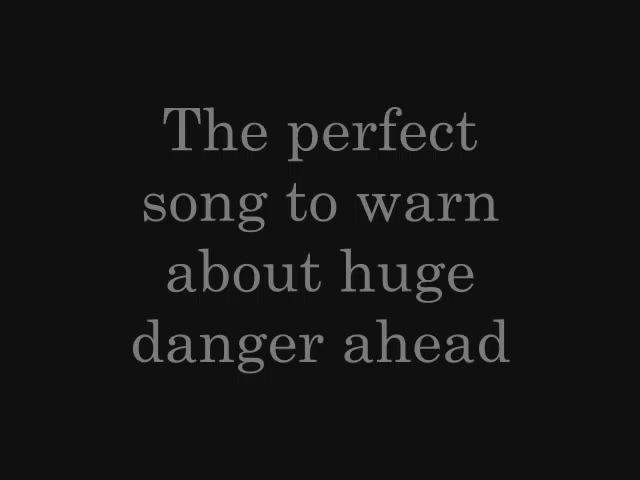 The perfect
song to warn
about huge
danger ahead